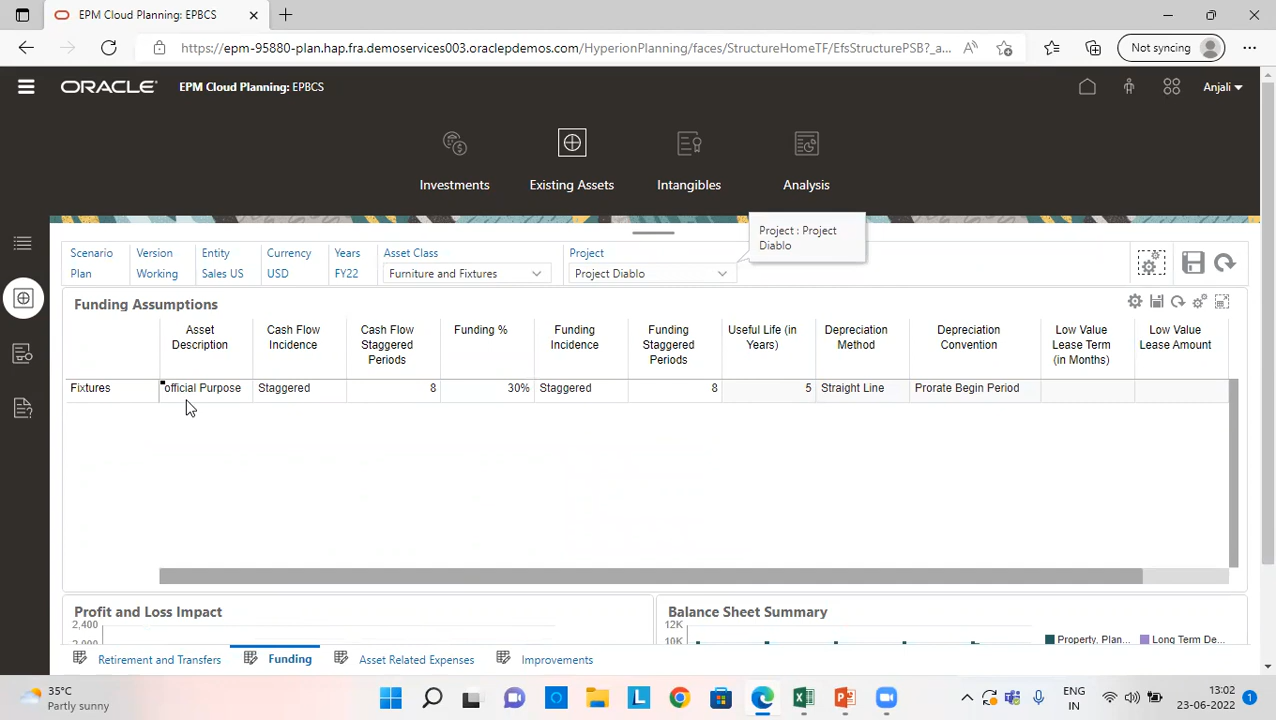 EPM Cloud Planning: EPBCS
https://epm-95880-plan.hap.fra.demoservices003.oraclepdemos.com/HyperionPlanning/faces/StructureHomeTF/EfsStructurePSB?_a...
Not syncing
ORACLE
EPM Cloud Planning: EPBCS
Anjali
Investments
Existing Assets
Intangibles
Analysis
Project : Project
Diablo
Scenario Version Entity Currency Years Asset Class Project
Plan Working Sales US USD FY22 Furniture and Fixtures Project Diablo
Funding Assumptions
Asset Description
Cash Flow Incidence
Cash Flow Staggered Periods
Funding %
Funding Incidence
Funding Staggered Periods
Useful Life (in Years)
Depreciation Method
Depreciation Convention
Low Value Lease Term (in Months)
Low Value Lease Amount
Fixtures official Purpose Staggered 8 30% Staggered 8 5 Straight Line Prorate Begin Period
Profit and Loss Impact
2,400
Balance Sheet Summary
12K
10K
Property, Plan...
Long Term De...
Retirement and Transfers
Funding
Asset Related Expenses
Improvements
35°C
Partly sunny
ENG
IN
13:02
23-06-2022
1